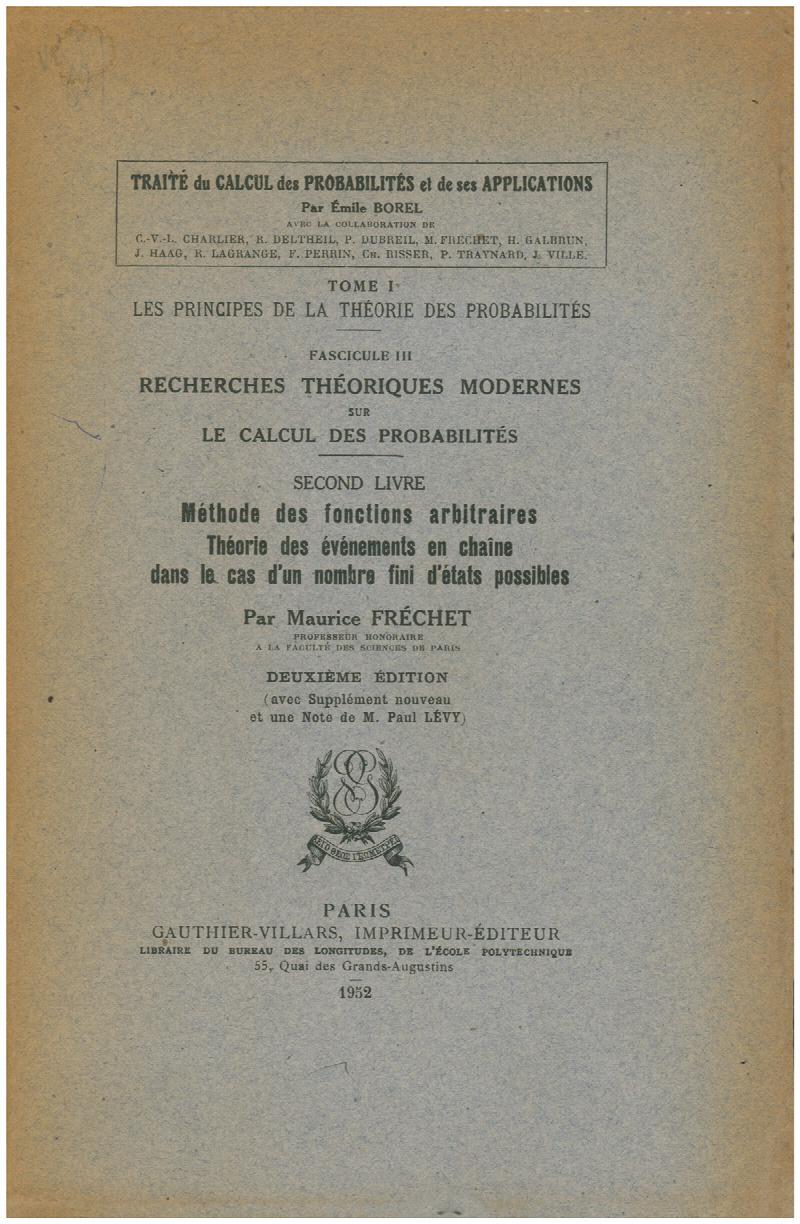 TRAITÉ du CALCUL des PROBABILITÉS et de ses APPLICATIONS
Par Émile BOREL
AVEC LA COLLABORATION DE
C.-V.-L. CHARLIER, R. DELTHEIL, P. DUBREIL, M. FRÉCHET, H. GALBRUN,
J. HAAG, R. LAGRANGE, F. PERRIN, CH. RISSER, P. TRAYNARD, J. VILLE.
TOME I
LES PRINCIPES DE LA THÉORIE DES PROBABILITÉS
FASCICULE III
RECHERCHES THÉORIQUES MODERNES
SUR
LE CALCUL DES PROBABILITÉS
SECOND LIVRE
Méthode des fonctions arbitraires
Théorie des événements en chaîne
dans le cas d'un nombre fini d'états possibles
Par Maurice FRÉCHET
PROFESSEUR HONORAIRE
A LA FACULTÉ DES SCIENCES DE PARIS
DEUXIÈME ÉDITION
(avec Supplément nouveau
et une Note de M. Paul LÉVY)
PARIS
GAUTHIER-VILLARS, IMPRIMEUR-ÉDITEUR
LIBRAIRE DU BUREAU DES LONGITUDES, DE L'ÉCOLE POLYTECHNIQUE
55, Quai des Grands-Augustins
1952